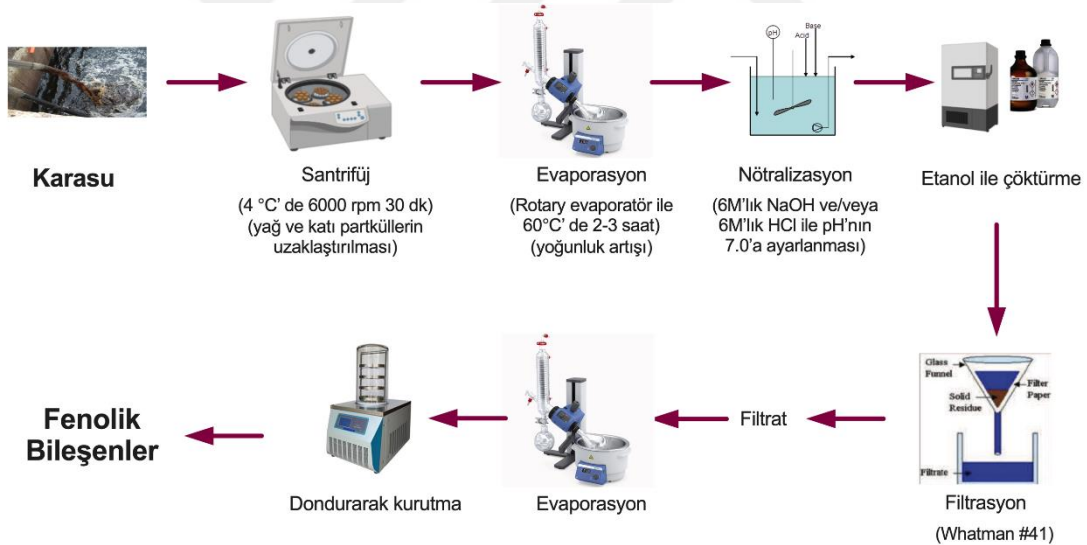 Karasu
Santrifüj
(4 °C' de 6000 rpm 30 dk)
(yağ ve katı partküllerin
uzaklaştırılması)
Evaporasyon
(Rotary evaporatör ile
60°C' de 2-3 saat)
(yoğunluk artışı)
pH
Acid
Base
Nötralizasyon
(6M'lık NaOH ve/veya
6M'lık HCl ile pH'nın
7.0'a ayarlanması)
Etanol ile çöktürme
Glass
Funnel
Solid
Residue
Filter
Paper
Filtrate
Filtrasyon
(Whatman #41)
Filtrat
Evaporasyon
Dondurarak kurutma
Fenolik
Bileşenler